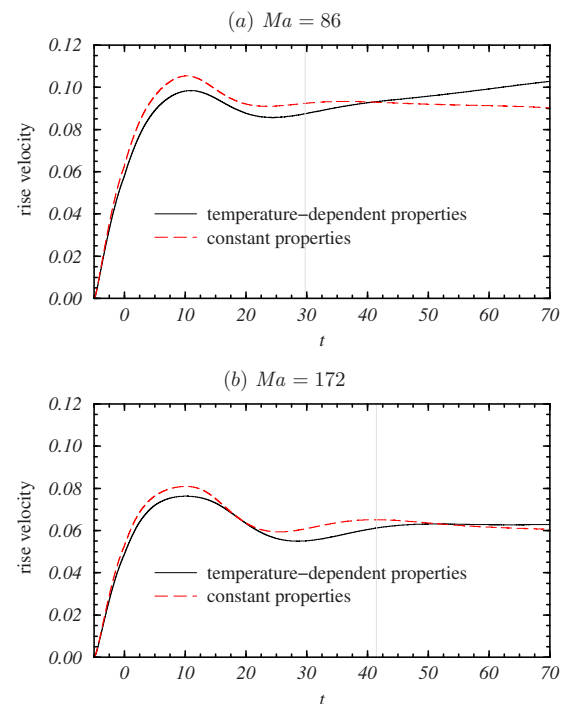 (a) Ma = 86
0.12
0.10
0.08
0.06
0.04
0.02
0.00
rise velocity
temperature–dependent properties
constant properties
0 10 20 30 40 50 60 70
t
(b) Ma = 172
0.12
0.10
0.08
0.06
0.04
0.02
0.00
rise velocity
temperature–dependent properties
constant properties
0 10 20 30 40 50 60 70
t